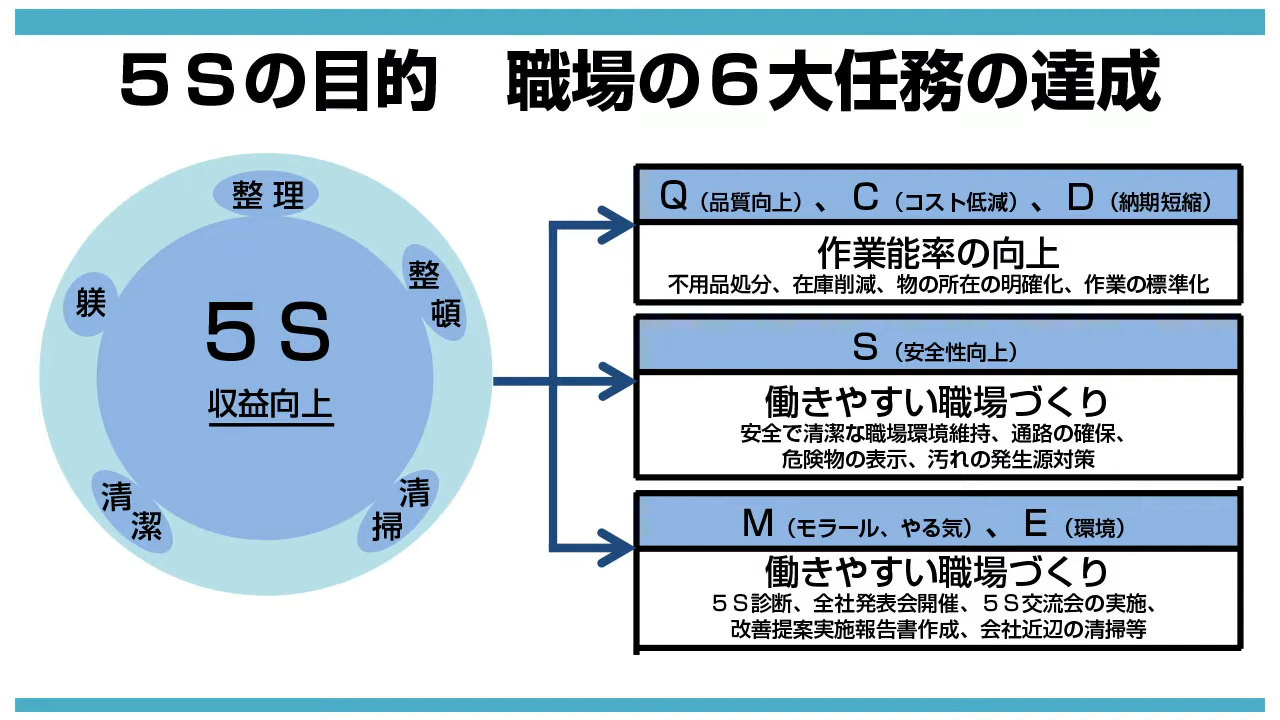 ５Ｓの目的　職場の６大任務の達成
整理
整頓
躾
５Ｓ
収益向上
清潔
清掃
Ｑ（品質向上）、Ｃ（コスト低減）、Ｄ（納期短縮）
作業能率の向上
不用品処分、在庫削減、物の所在の明確化、作業の標準化
Ｓ（安全性向上）
働きやすい職場づくり
安全で清潔な職場環境維持、通路の確保、
危険物の表示、汚れの発生源対策
Ｍ（モラール、やる気）、Ｅ（環境）
働きやすい職場づくり
５Ｓ診断、全社発表会開催、５Ｓ交流会の実施、
改善提案実施報告書作成、会社近辺の清掃等